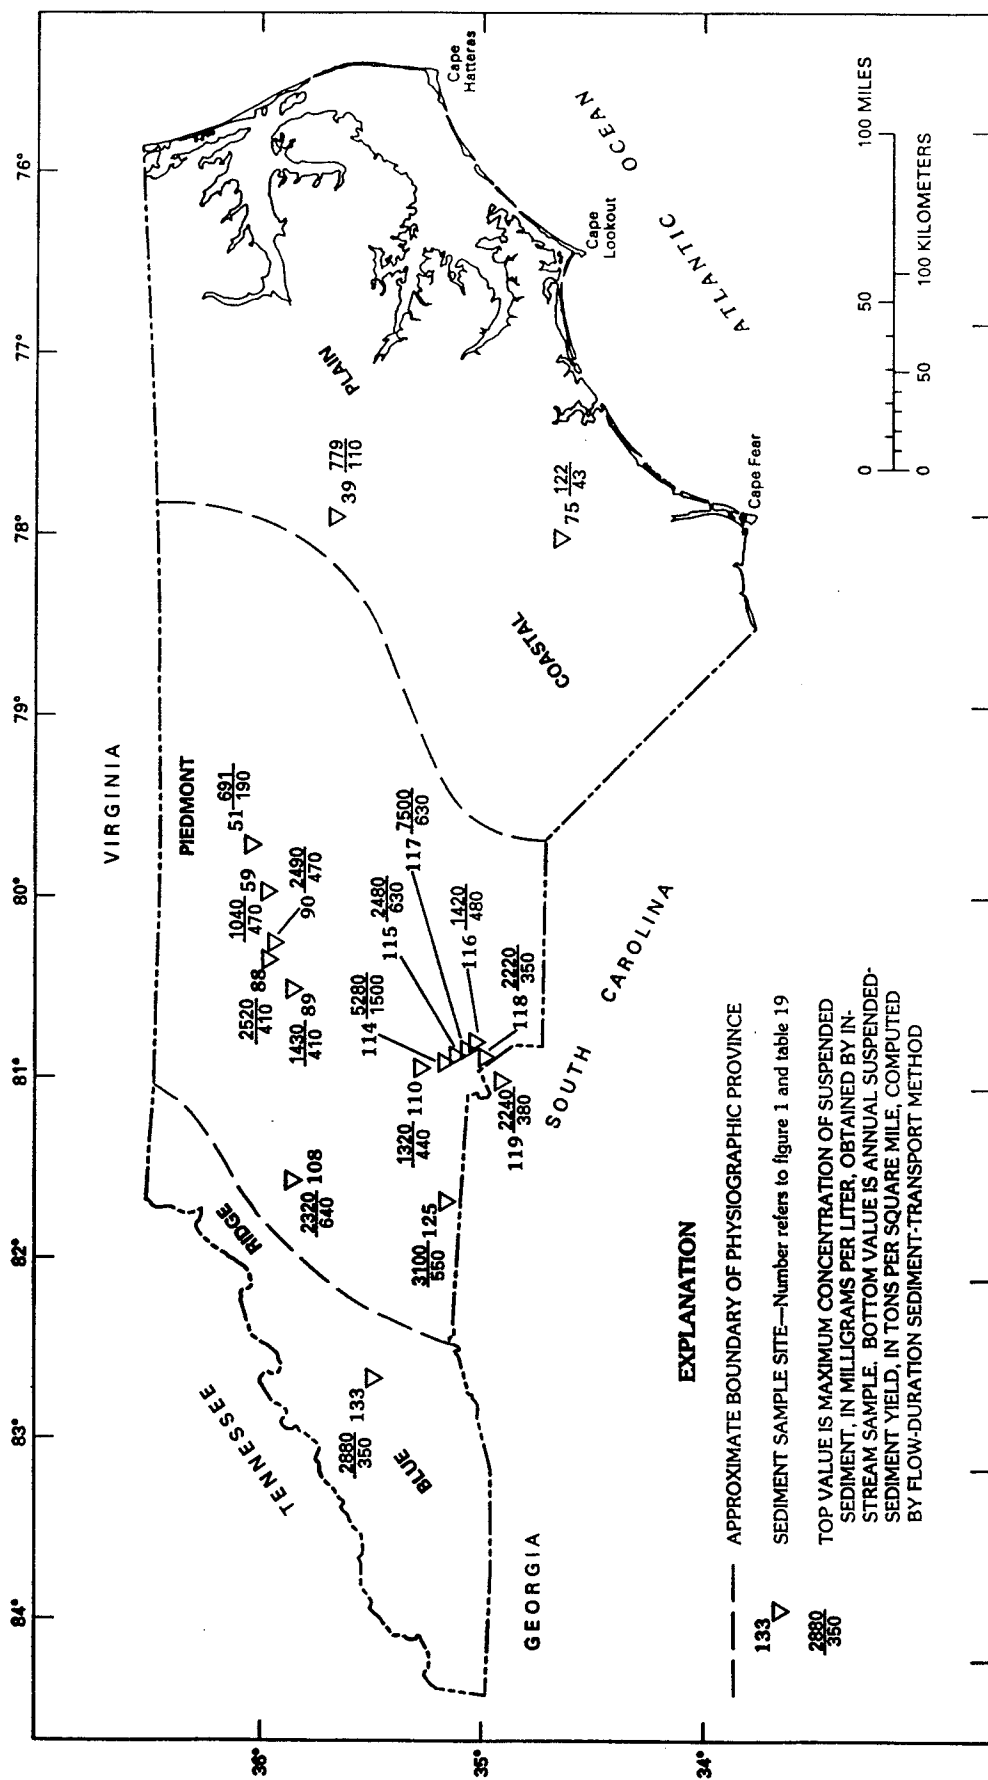 84°
83°
82°
81°
80°
79°
78°
77°
76°
36°
35°
34°
VIRGINIA
TENNESSEE
GEORGIA
SOUTH
CAROLINA
ATLANTIC
OCEAN
BLUE
RIDGE
PIEDMONT
COASTAL
PLAIN
Cape
Hatteras
Cape
Lookout
Cape Fear
133
2880
350
108
2320
640
125
3100
550
110
1320
440
119
2240
380
114
5280
1500
115
2480
630
117
7500
630
116
1420
480
118
2220
350
88
2520
410
89
1430
410
59
1040
470
90
2490
470
51
691
190
39
779
110
75
122
43
0 50 100 MILES
0 50 100 KILOMETERS
EXPLANATION
APPROXIMATE BOUNDARY OF PHYSIOGRAPHIC PROVINCE
133
SEDIMENT SAMPLE SITE—Number refers to figure 1 and table 19
2880
350
TOP VALUE IS MAXIMUM CONCENTRATION OF SUSPENDED
SEDIMENT, IN MILLIGRAMS PER LITER, OBTAINED BY IN-
STREAM SAMPLE. BOTTOM VALUE IS ANNUAL SUSPENDED-
SEDIMENT YIELD, IN TONS PER SQUARE MILE, COMPUTED
BY FLOW-DURATION SEDIMENT-TRANSPORT METHOD